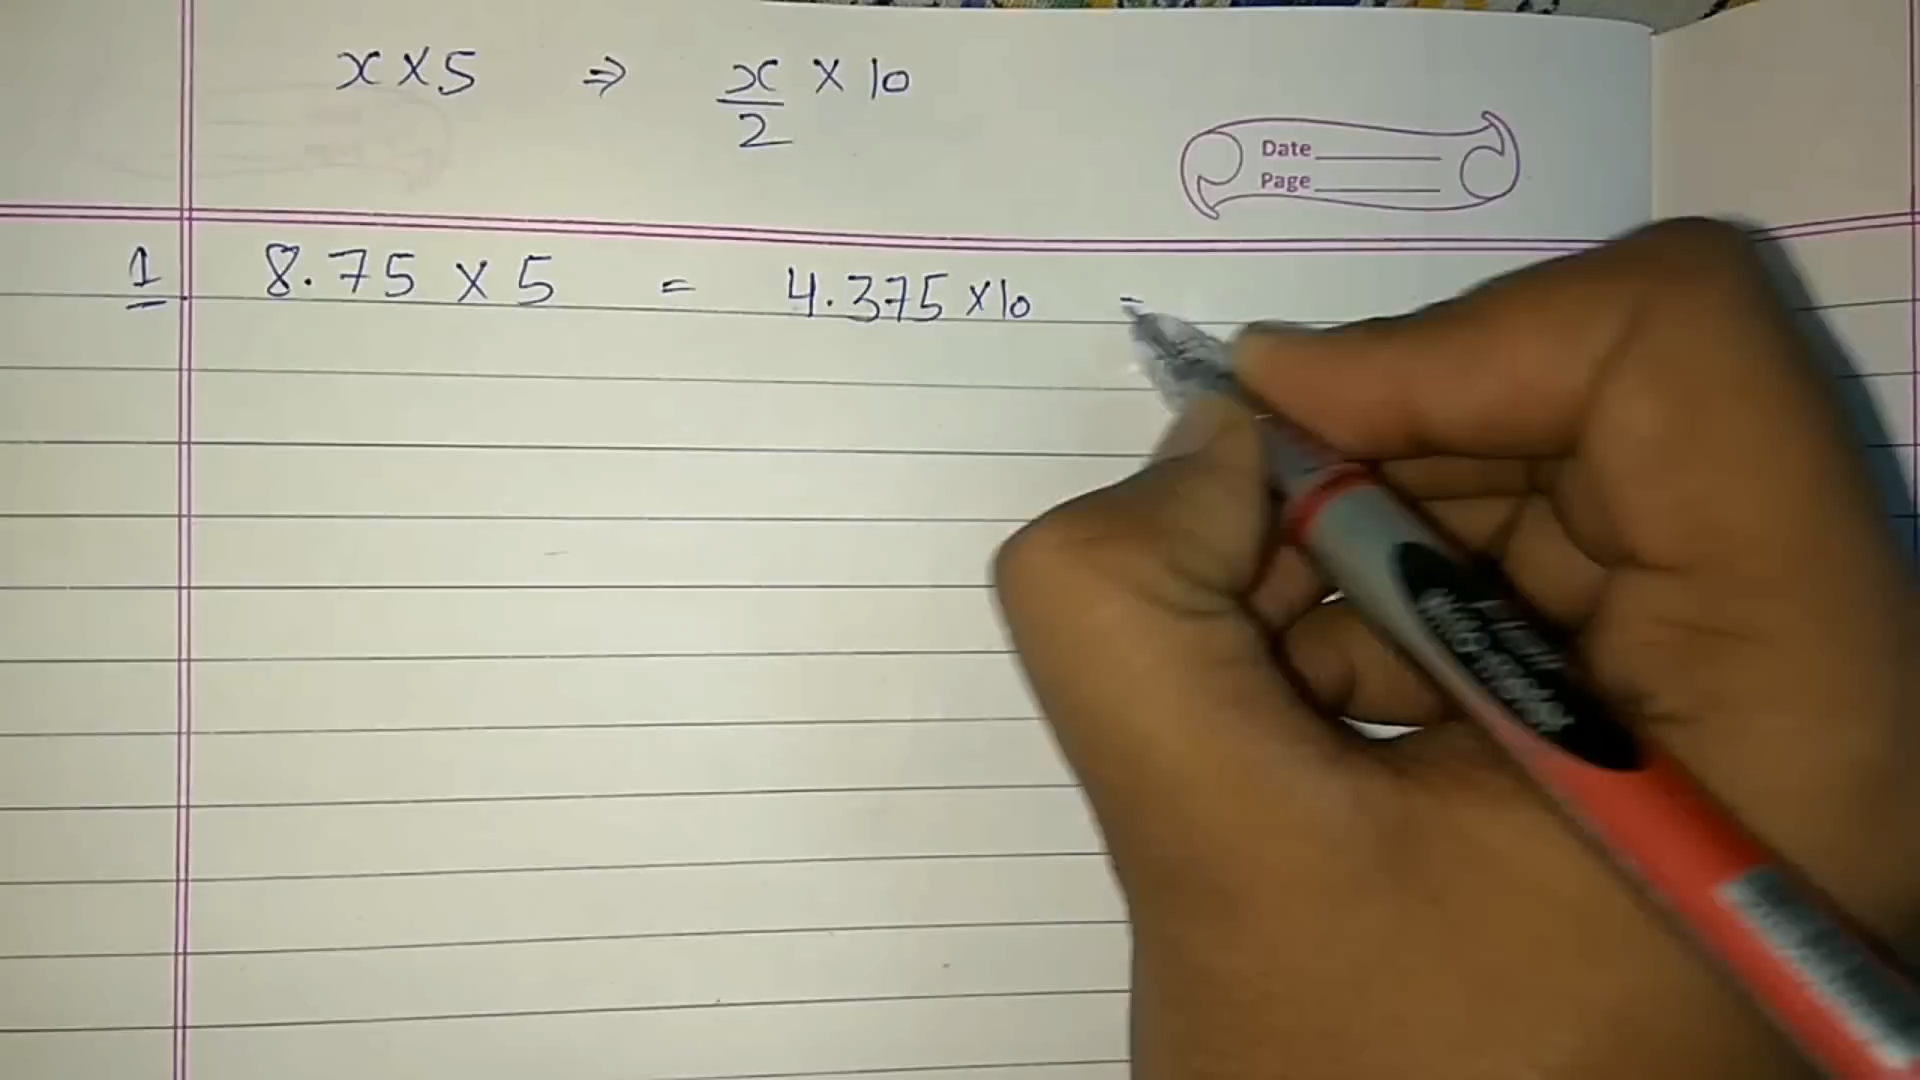 x × 5 ⇒ x/2 × 10
Date
Page
1 8.75 × 5 = 4.375 × 10 =